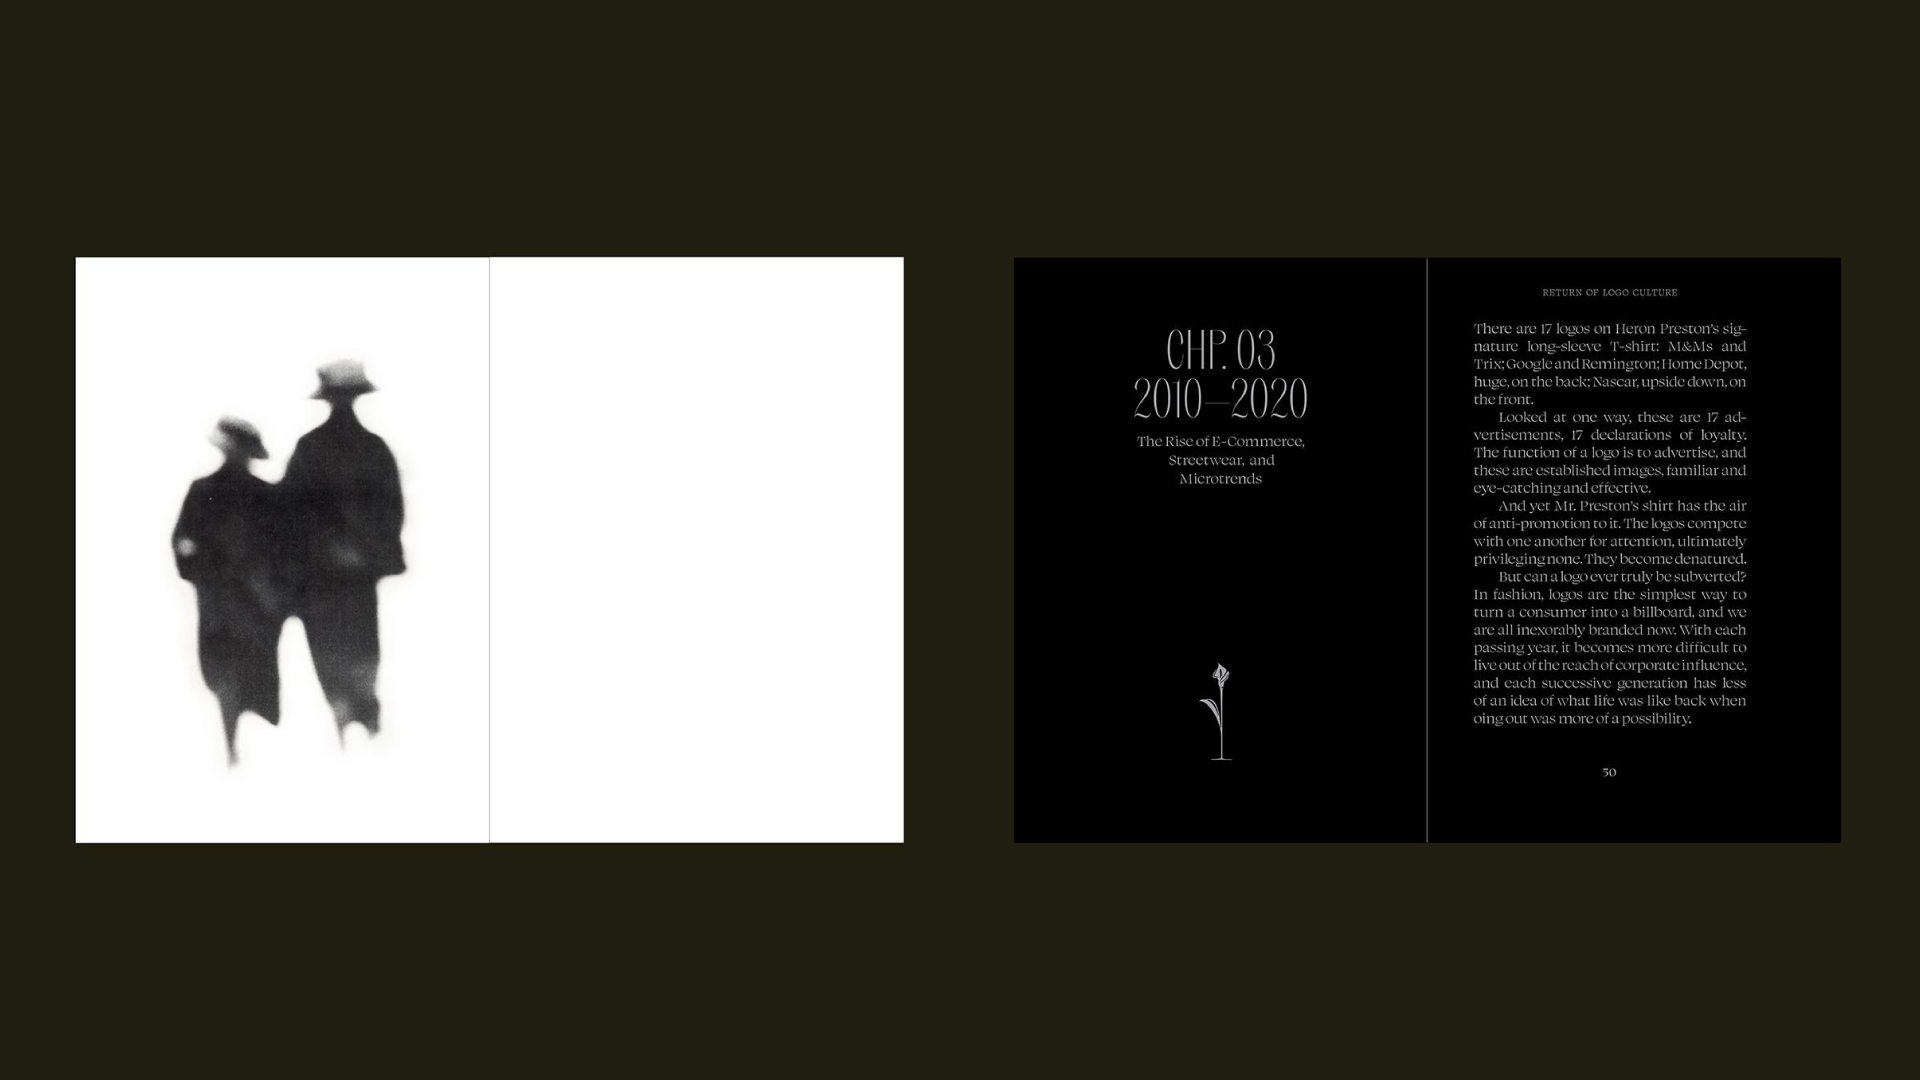 CHP. 03
2010—2020
The Rise of E-Commerce,
Streetwear, and
Microtrends
RETURN OF LOGO CULTURE
There are 17 logos on Heron Preston's sig-
nature long-sleeve T-shirt: M&Ms and
Trix; Google and Remington; Home Depot,
huge, on the back; Nascar, upside down, on
the front.
Looked at one way, these are 17 ad-
vertisements, 17 declarations of loyalty.
The function of a logo is to advertise, and
these are established images, familiar and
eye-catching and effective.
And yet Mr. Preston's shirt has the air
of anti-promotion to it. The logos compete
with one another for attention, ultimately
privileging none. They become denatured.
But can a logo ever truly be subverted?
In fashion, logos are the simplest way to
turn a consumer into a billboard, and we
are all inexorably branded now. With each
passing year, it becomes more difficult to
live out of the reach of corporate influence,
and each successive generation has less
of an idea of what life was like back when
oing out was more of a possibility.
50